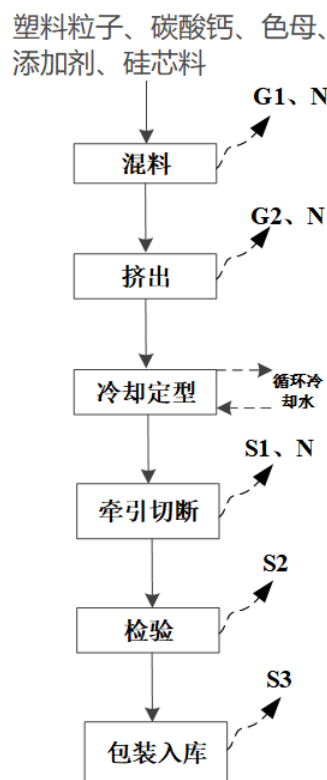 塑料粒子、碳酸钙、色母、
添加剂、硅芯料
G1、N
混料
G2、N
挤出
冷却定型
循环冷
却水
S1、N
牵引切断
S2
检验
S3
包装入库